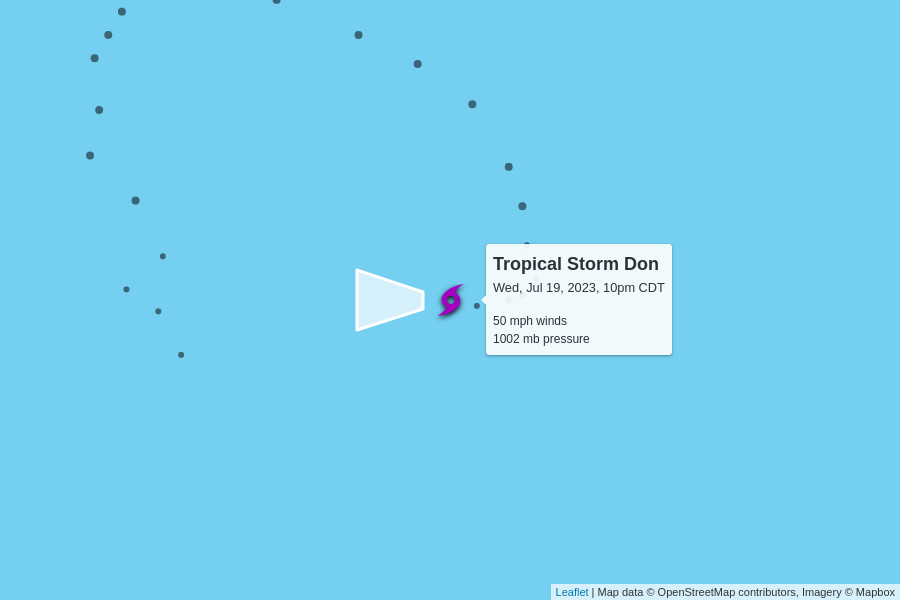 Tropical Storm Don
Wed, Jul 19, 2023, 10pm CDT
50 mph winds
1002 mb pressure
Leaflet | Map data © OpenStreetMap contributors, Imagery © Mapbox